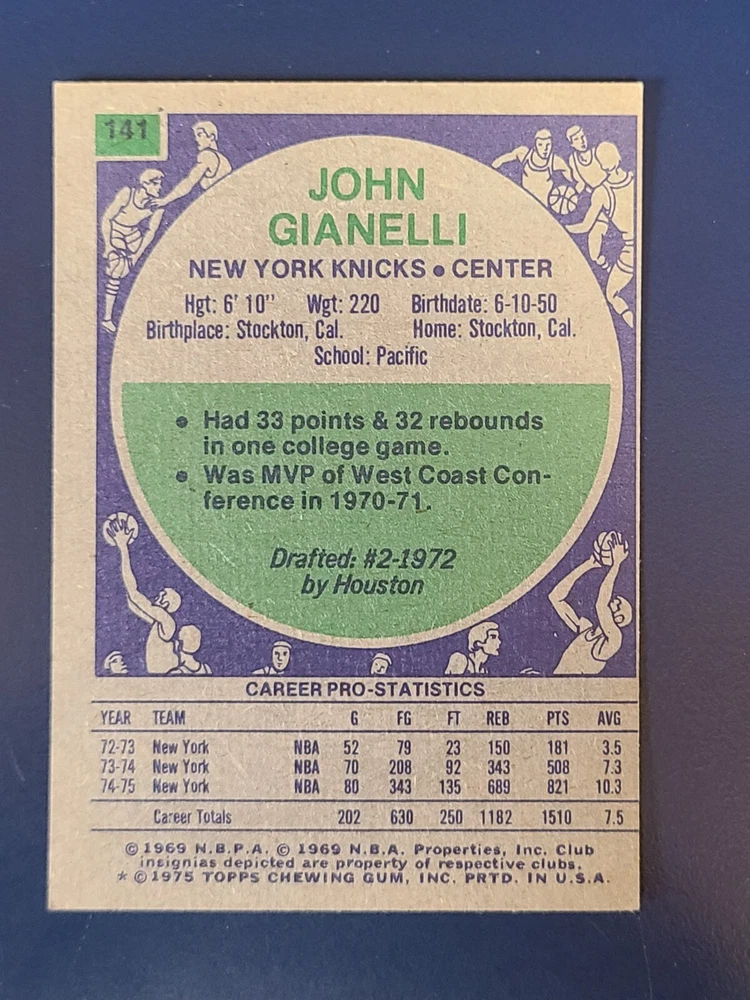 141
JOHN
GIANELLI
NEW YORK KNICKS • CENTER
Hgt: 6' 10" Wgt: 220 Birthdate: 6-10-50
Birthplace: Stockton, Cal. Home: Stockton, Cal.
School: Pacific
• Had 33 points & 32 rebounds
in one college game.
• Was MVP of West Coast Con-
ference in 1970-71.
Drafted: #2-1972
by Houston
CAREER PRO-STATISTICS
YEAR TEAM G FG FT REB PTS AVG
72-73 New York NBA 52 79 23 150 181 3.5
73-74 New York NBA 70 208 92 343 508 7.3
74-75 New York NBA 80 343 135 689 821 10.3
Career Totals 202 630 250 1182 1510 7.5
© 1969 N.B.P.A. © 1969 N.B.A. Properties, Inc. Club
insignias depicted are property of respective clubs.
* © 1975 TOPPS CHEWING GUM, INC. PRTD. IN U.S.A.